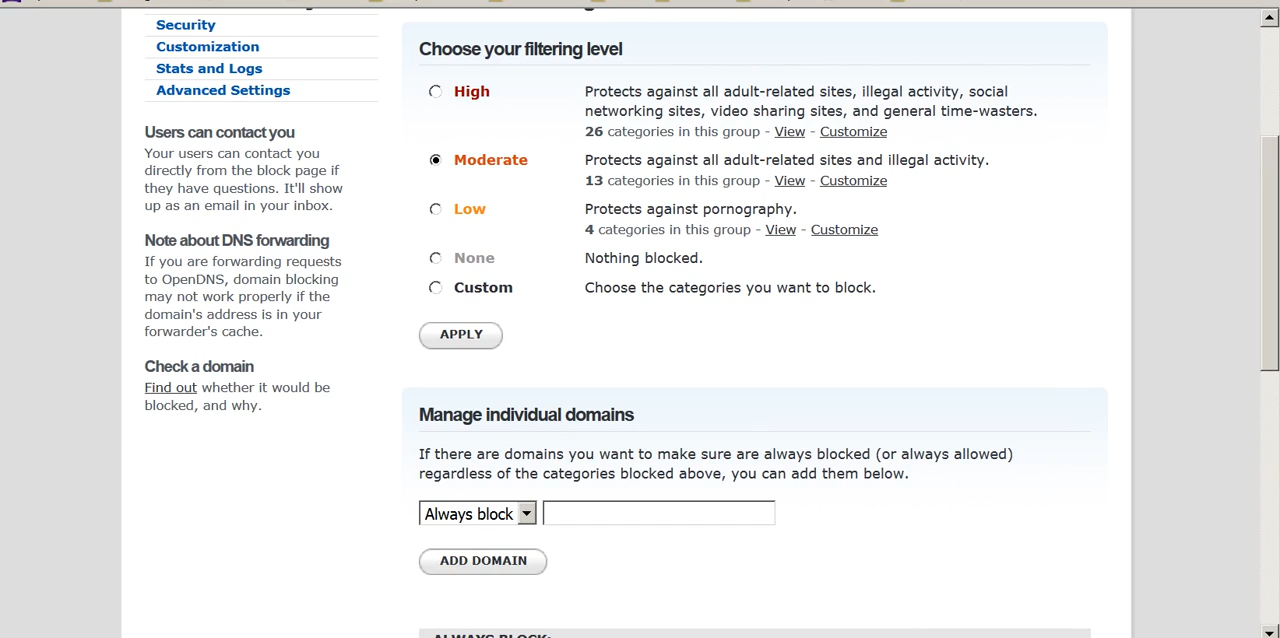 Security
Customization
Stats and Logs
Advanced Settings
Users can contact you
Your users can contact you
directly from the block page if
they have questions. It'll show
up as an email in your inbox.
Note about DNS forwarding
If you are forwarding requests
to OpenDNS, domain blocking
may not work properly if the
domain's address is in your
forwarder's cache.
Check a domain
Find out whether it would be
blocked, and why.
Choose your filtering level
High
Protects against all adult-related sites, illegal activity, social
networking sites, video sharing sites, and general time-wasters.
26 categories in this group - View - Customize
Moderate
Protects against all adult-related sites and illegal activity.
13 categories in this group - View - Customize
Low
Protects against pornography.
4 categories in this group - View - Customize
None
Nothing blocked.
Custom
Choose the categories you want to block.
APPLY
Manage individual domains
If there are domains you want to make sure are always blocked (or always allowed)
regardless of the categories blocked above, you can add them below.
Always block
ADD DOMAIN
ALWAYS BLOCK: